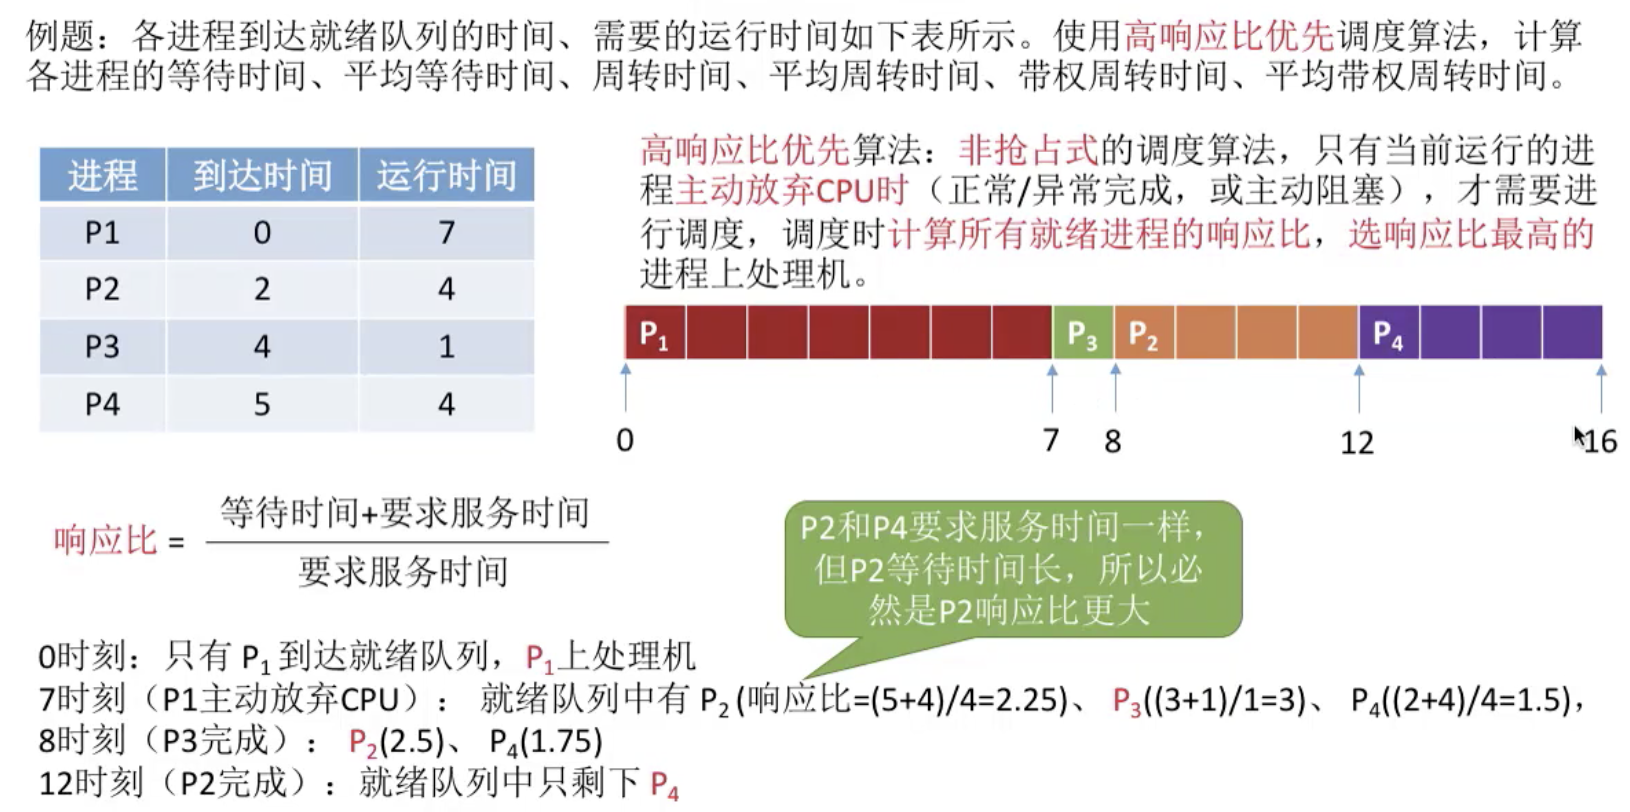 例题：各进程到达就绪队列的时间、需要的运行时间如下表所示。使用高响应比优先调度算法，计算
各进程的等待时间、平均等待时间、周转时间、平均周转时间、带权周转时间、平均带权周转时间。
进程 到达时间 运行时间
P1 0 7
P2 2 4
P3 4 1
P4 5 4
高响应比优先算法：非抢占式的调度算法，只有当前运行的进
程主动放弃CPU时（正常/异常完成，或主动阻塞），才需要进
行调度，调度时计算所有就绪进程的响应比，选响应比最高的
进程上处理机。
P₁ P₃ P₂ P₄
0 7 8 12 16
响应比 = 等待时间+要求服务时间
要求服务时间
P2和P4要求服务时间一样，
但P2等待时间长，所以必
然是P2响应比更大
0时刻：只有 P₁ 到达就绪队列，P₁上处理机
7时刻（P1主动放弃CPU）： 就绪队列中有 P₂ (响应比=(5+4)/4=2.25)、 P₃((3+1)/1=3)、 P₄((2+4)/4=1.5)，
8时刻（P3完成）： P₂(2.5)、 P₄(1.75)
12时刻（P2完成）：就绪队列中只剩下 P₄